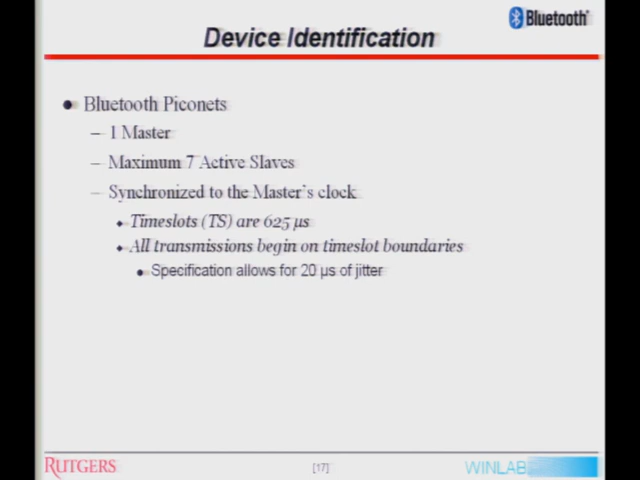 Bluetooth
Device Identification
Bluetooth Piconets
– 1 Master
– Maximum 7 Active Slaves
– Synchronized to the Master's clock
Timeslots (TS) are 625 µs
All transmissions begin on timeslot boundaries
Specification allows for 20 µs of jitter
RUTGERS
[17]
WINLAB